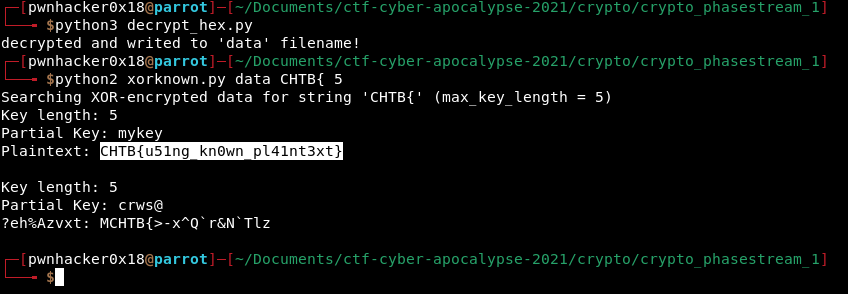 ┌─[pwnhacker0x18@parrot]─[~/Documents/ctf-cyber-apocalypse-2021/crypto/crypto_phasestream_1]
└──╼ $python3 decrypt_hex.py
decrypted and writed to 'data' filename!
┌─[pwnhacker0x18@parrot]─[~/Documents/ctf-cyber-apocalypse-2021/crypto/crypto_phasestream_1]
└──╼ $python2 xorknown.py data CHTB{ 5
Searching XOR-encrypted data for string 'CHTB{' (max_key_length = 5)
Key length: 5
Partial Key: mykey
Plaintext: CHTB{u51ng_kn0wn_pl41nt3xt}

Key length: 5
Partial Key: crws@
?eh%Azvxt: MCHTB{>-x^Q`r&N`Tlz

┌─[pwnhacker0x18@parrot]─[~/Documents/ctf-cyber-apocalypse-2021/crypto/crypto_phasestream_1]
└──╼ $